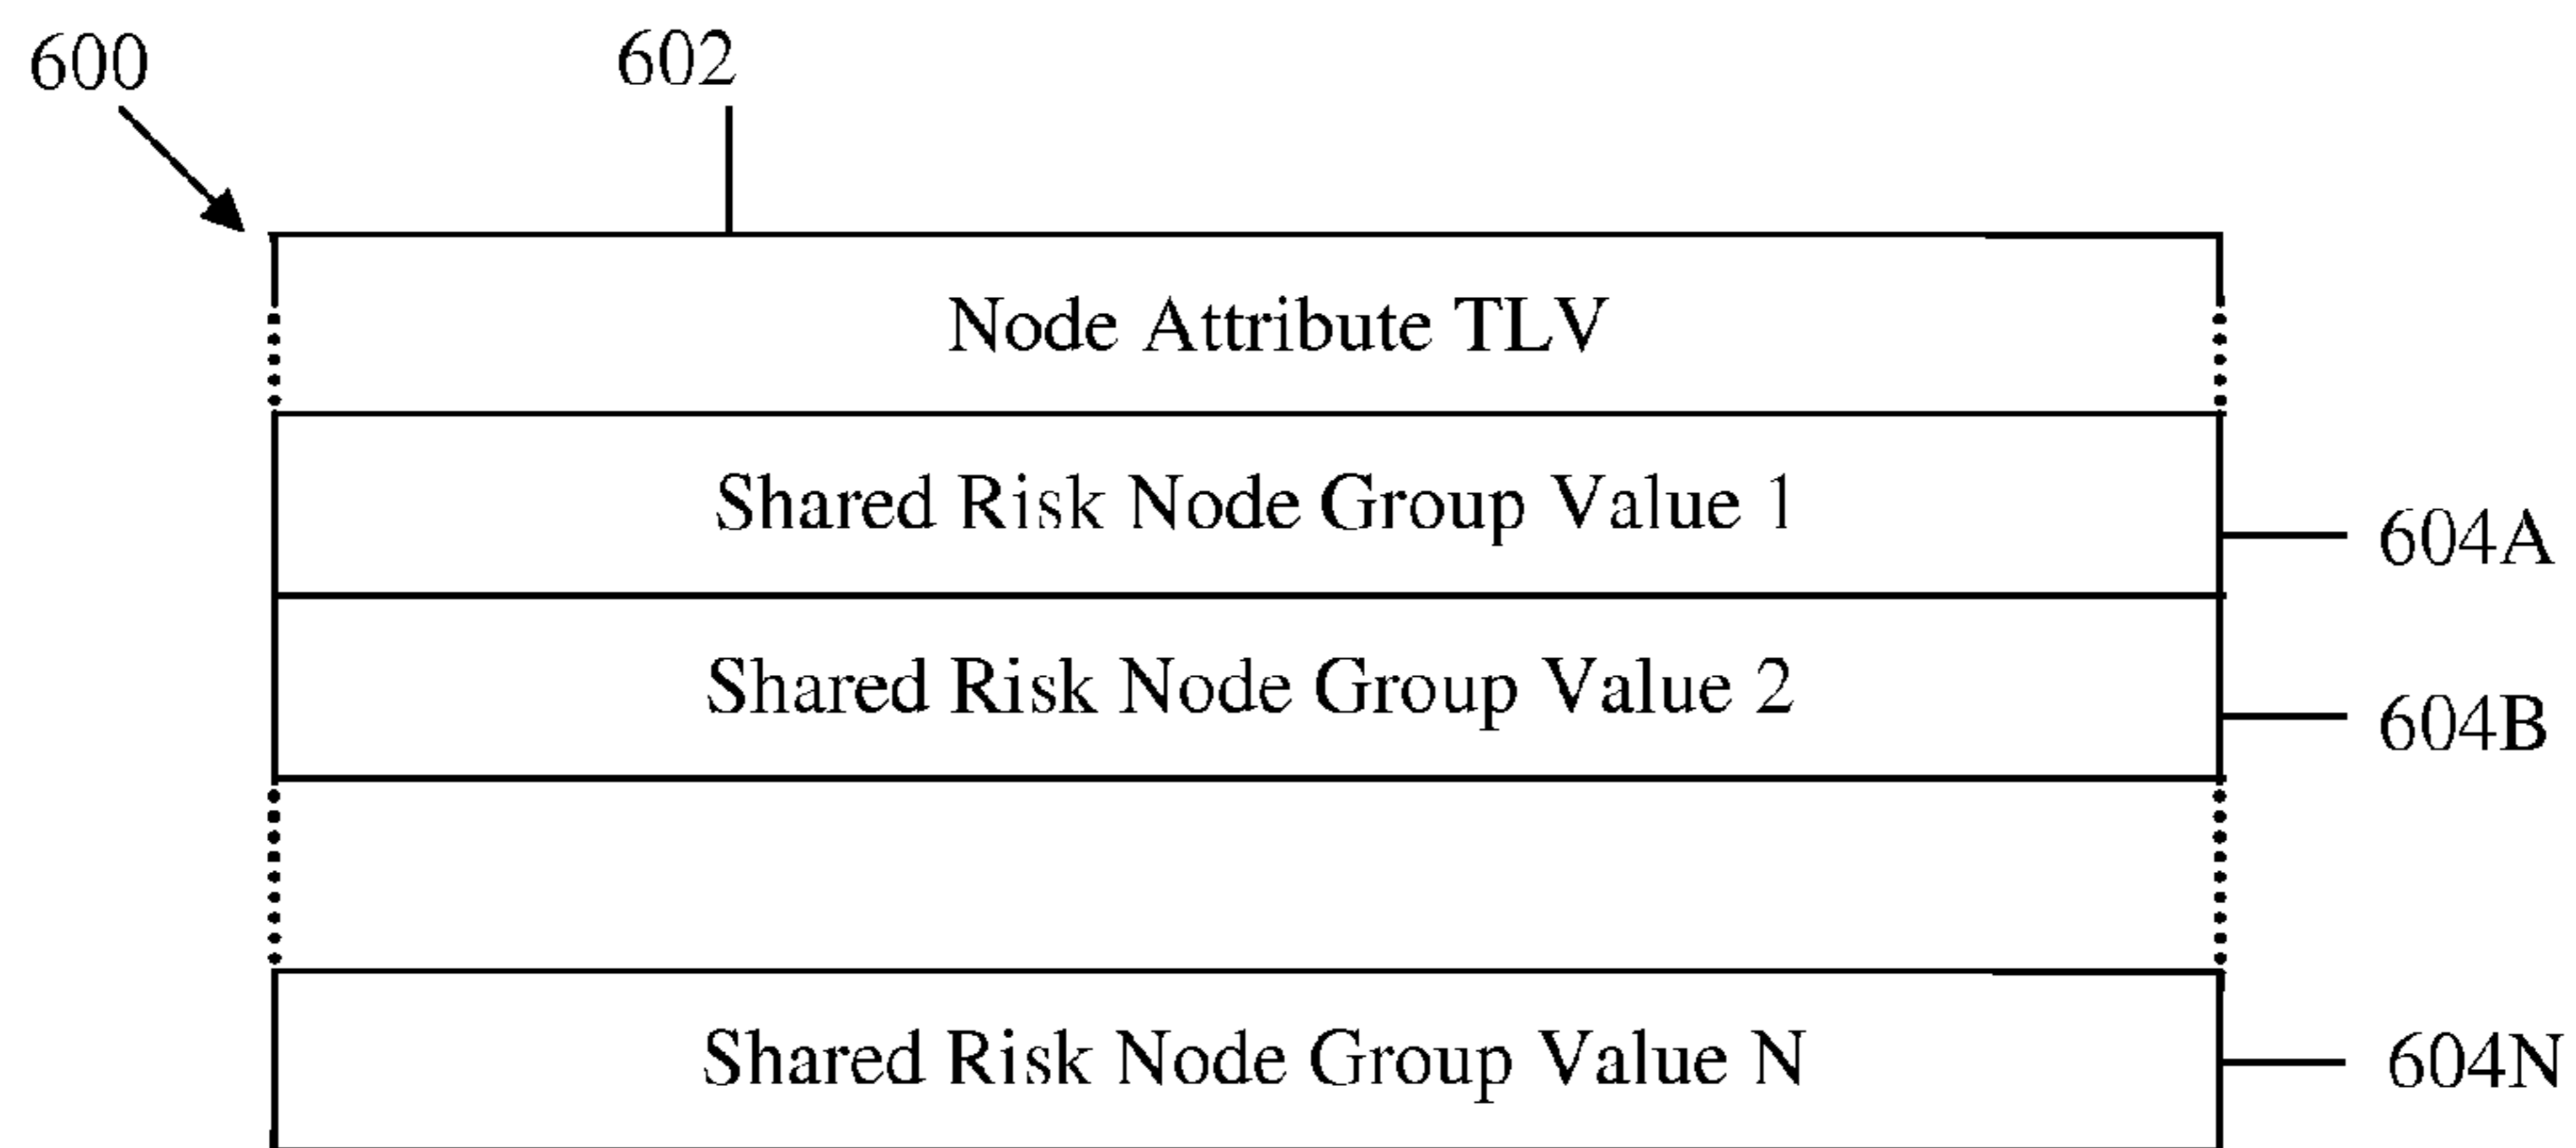 600
602
Node Attribute TLV
Shared Risk Node Group Value 1
604A
Shared Risk Node Group Value 2
604B
Shared Risk Node Group Value N
604N